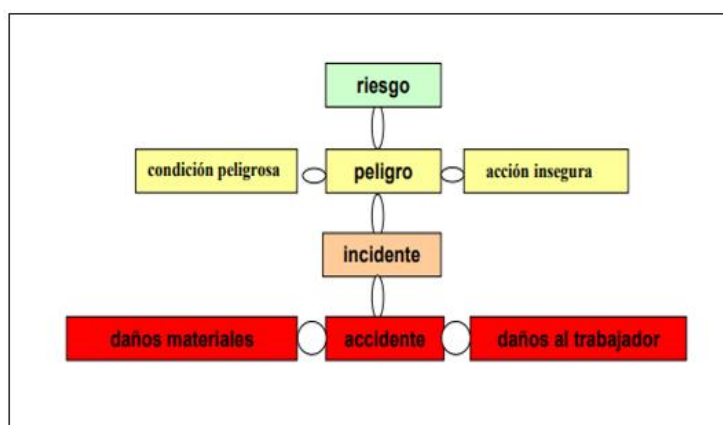 riesgo
condición peligrosa
peligro
acción insegura
incidente
daños materiales
accidente
daños al trabajador